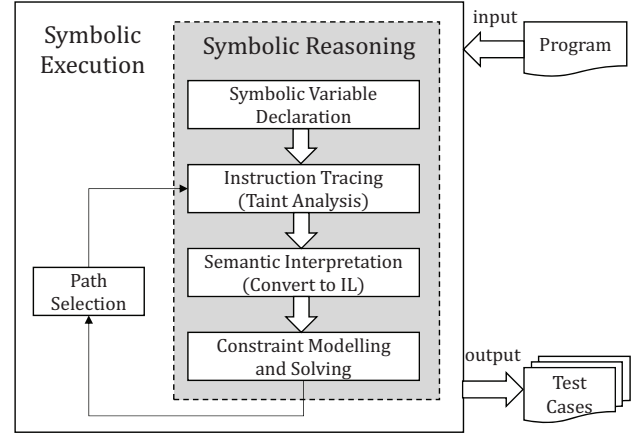 Symbolic
Execution
Symbolic Reasoning
Symbolic Variable
Declaration
Instruction Tracing
(Taint Analysis)
Semantic Interpretation
(Convert to IL)
Constraint Modelling
and Solving
Path
Selection
input
Program
output
Test
Cases